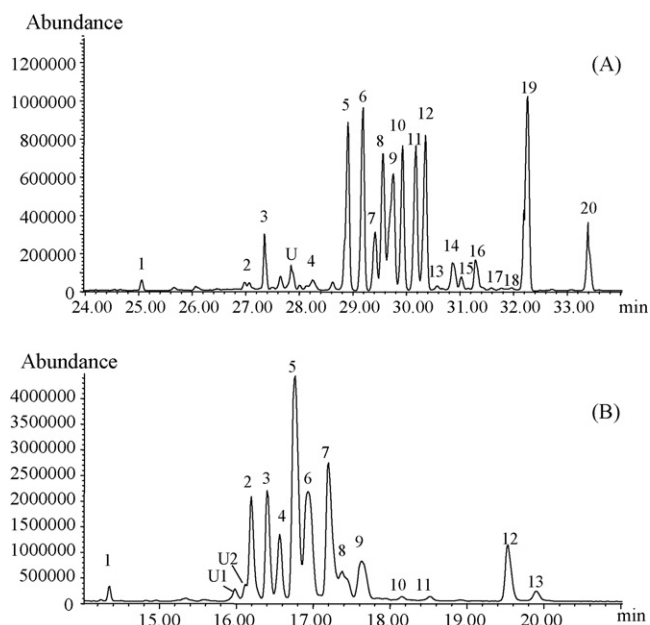 Abundance
(A)
1200000
1000000
800000
600000
400000
200000
0
1 2 3 U 4 5 6 7 8 9 10 11 12 13 14 15 16 17 18 19 20
24.00 25.00 26.00 27.00 28.00 29.00 30.00 31.00 32.00 33.00 min
Abundance
(B)
4000000
3500000
3000000
2500000
2000000
1500000
1000000
500000
0
1 U1 U2 2 3 4 5 6 7 8 9 10 11 12 13
15.00 16.00 17.00 18.00 19.00 20.00 min